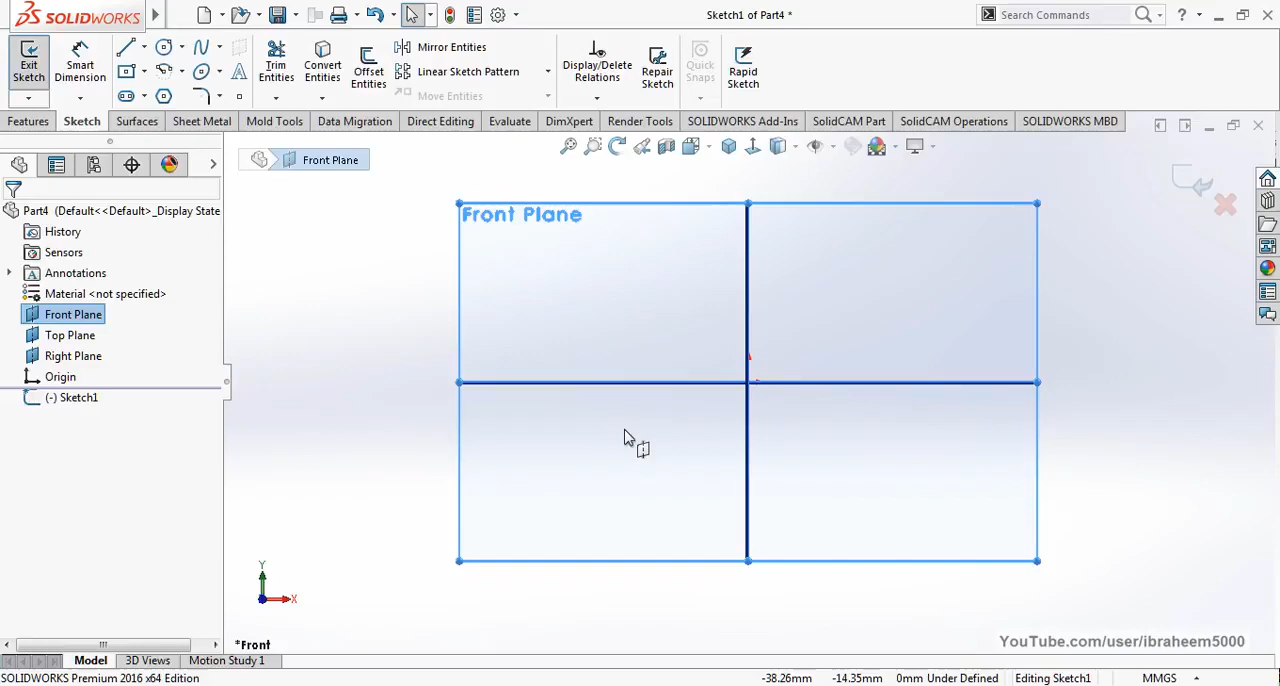 SOLIDWORKS
Sketch1 of Part4 *
Search Commands
?
Exit Sketch
Smart Dimension
Trim Entities
Convert Entities
Offset Entities
Mirror Entities
Linear Sketch Pattern
Move Entities
Display/Delete Relations
Repair Sketch
Quick Snaps
Rapid Sketch
Features
Sketch
Surfaces
Sheet Metal
Mold Tools
Data Migration
Direct Editing
Evaluate
DimXpert
Render Tools
SOLIDWORKS Add-Ins
SolidCAM Part
SolidCAM Operations
SOLIDWORKS MBD
Front Plane
Part4 (Default<<Default>_Display State
History
Sensors
Annotations
Material <not specified>
Front Plane
Top Plane
Right Plane
Origin
(-) Sketch1
Front Plane
Y
X
*Front
YouTube.com/user/ibraheem5000
Model
3D Views
Motion Study 1
SOLIDWORKS Premium 2016 x64 Edition
-38.26mm
-14.35mm
0mm
Under Defined
Editing Sketch1
MMGS